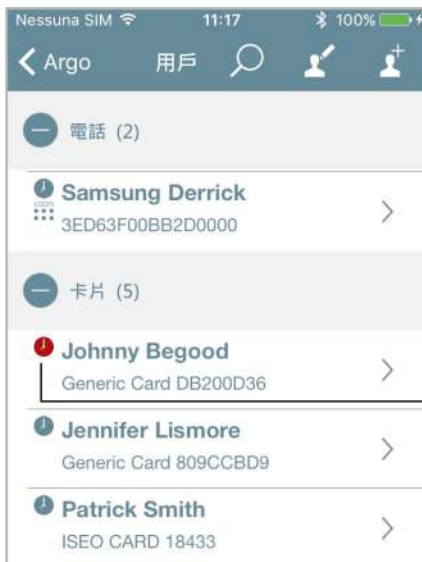 Nessuna SIM 11:17 100%
Argo 用戶
電話 (2)
Samsung Derrick
3ED63F00BB2D0000
卡片 (5)
Johnny Begood
Generic Card DB200D36
Jennifer Lismore
Generic Card 809CCBD9
Patrick Smith
ISEO CARD 18433